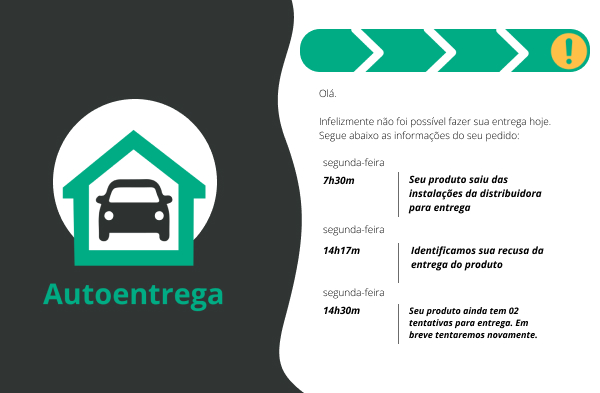 Olá.
Infelizmente não foi possível fazer sua entrega hoje.
Segue abaixo as informações do seu pedido:
segunda-feira
7h30m
Seu produto saiu das
instalações da distribuidora
para entrega
segunda-feira
14h17m
Identificamos sua recusa da
entrega do produto
segunda-feira
14h30m
Seu produto ainda tem 02
tentativas para entrega. Em
breve tentaremos novamente.
Autoentrega